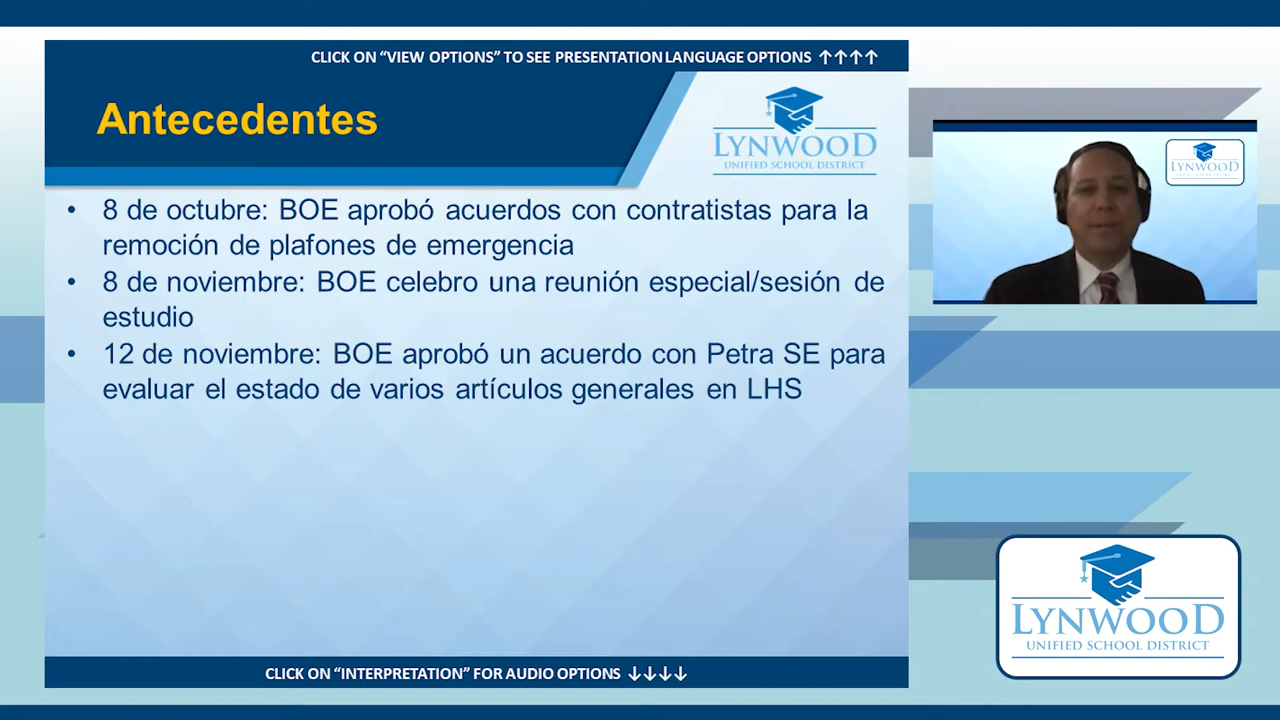 CLICK ON “VIEW OPTIONS” TO SEE PRESENTATION LANGUAGE OPTIONS ↑↑↑↑
Antecedentes
LYNWOOD
UNIFIED SCHOOL DISTRICT
• 8 de octubre: BOE aprobó acuerdos con contratistas para la
remoción de plafones de emergencia
• 8 de noviembre: BOE celebro una reunión especial/sesión de
estudio
• 12 de noviembre: BOE aprobó un acuerdo con Petra SE para
evaluar el estado de varios artículos generales en LHS
CLICK ON “INTERPRETATION” FOR AUDIO OPTIONS ↓↓↓↓
LYNWOOD
LYNWOOD
UNIFIED SCHOOL DISTRICT